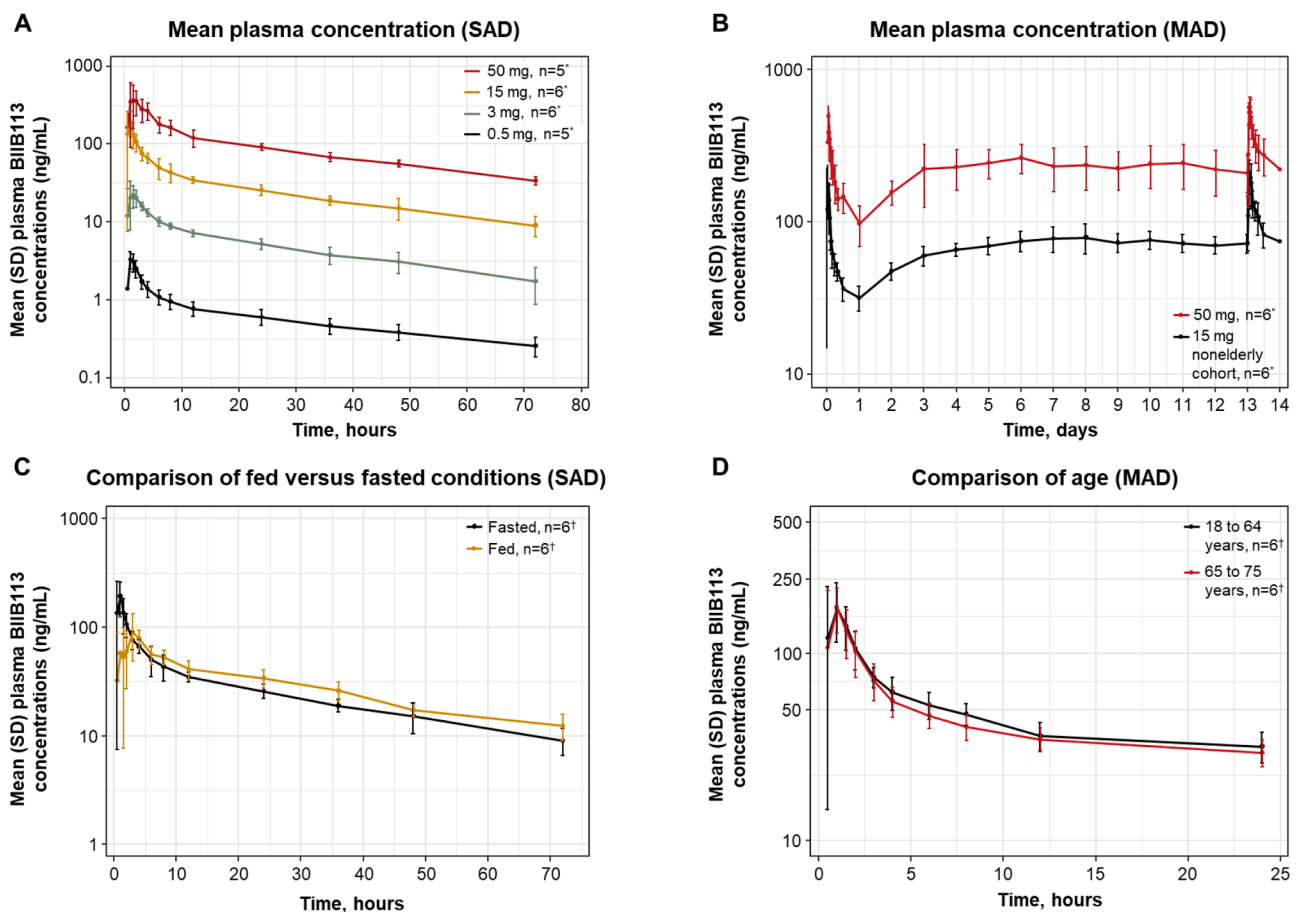 A
Mean plasma concentration (SAD)
Mean (SD) plasma BIIB113
concentrations (ng/mL)
1000
100
10
1
0.1
50 mg, n=5*
15 mg, n=6*
3 mg, n=6*
0.5 mg, n=5*
0 10 20 30 40 50 60 70 80
Time, hours
B
Mean plasma concentration (MAD)
Mean (SD) plasma BIIB113
concentrations (ng/mL)
1000
100
10
50 mg, n=6*
15 mg
nonelderly
cohort, n=6*
0 1 2 3 4 5 6 7 8 9 10 11 12 13 14
Time, days
C
Comparison of fed versus fasted conditions (SAD)
Mean (SD) plasma BIIB113
concentrations (ng/mL)
1000
100
10
1
Fasted, n=6†
Fed, n=6†
0 10 20 30 40 50 60 70
Time, hours
D
Comparison of age (MAD)
Mean (SD) plasma BIIB113
concentrations (ng/mL)
500
250
100
50
10
18 to 64
years, n=6†
65 to 75
years, n=6†
0 5 10 15 20 25
Time, hours